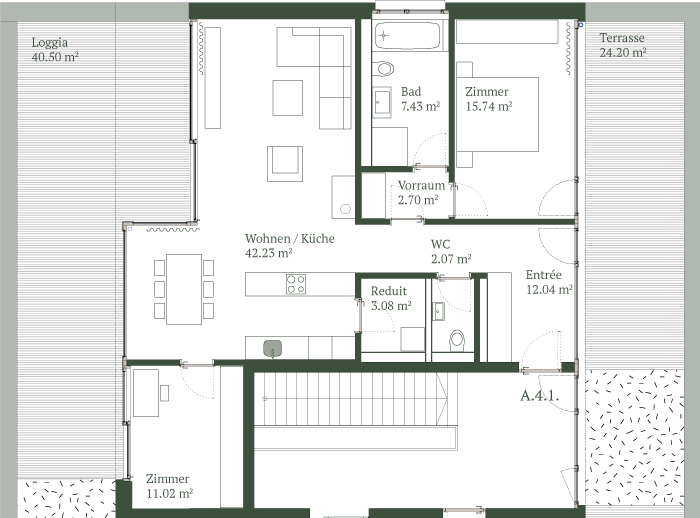 Loggia
40.50 m²
Terrasse
24.20 m²
Bad
7.43 m²
Zimmer
15.74 m²
Vorraum
2.70 m²
Wohnen / Küche
42.23 m²
WC
2.07 m²
Entrée
12.04 m²
Reduit
3.08 m²
A.4.1.
Zimmer
11.02 m²